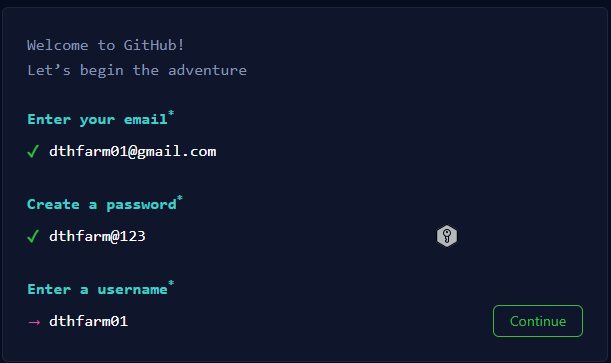 Welcome to GitHub!
Let’s begin the adventure
Enter your email*
✓ dthfarm01@gmail.com
Create a password*
✓ dthfarm@123
Enter a username*
→ dthfarm01
Continue